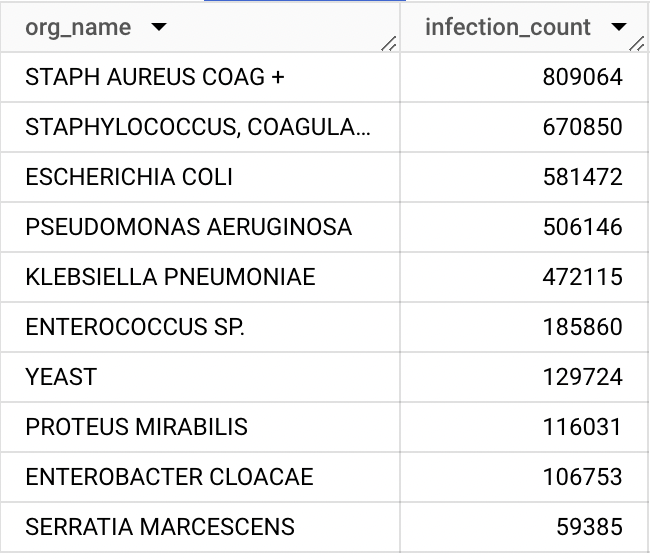 org_name infection_count
STAPH AUREUS COAG + 809064
STAPHYLOCOCCUS, COAGULA... 670850
ESCHERICHIA COLI 581472
PSEUDOMONAS AERUGINOSA 506146
KLEBSIELLA PNEUMONIAE 472115
ENTEROCOCCUS SP. 185860
YEAST 129724
PROTEUS MIRABILIS 116031
ENTEROBACTER CLOACAE 106753
SERRATIA MARCESCENS 59385